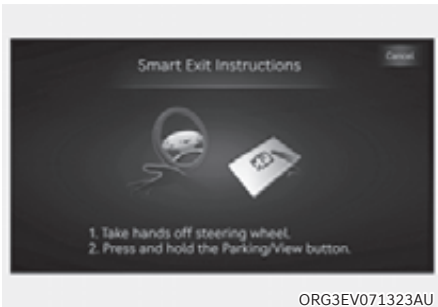 Smart Exit Instructions
Cancel
1. Take hands off steering wheel.
2. Press and hold the Parking/View button.
ORG3EV071323AU